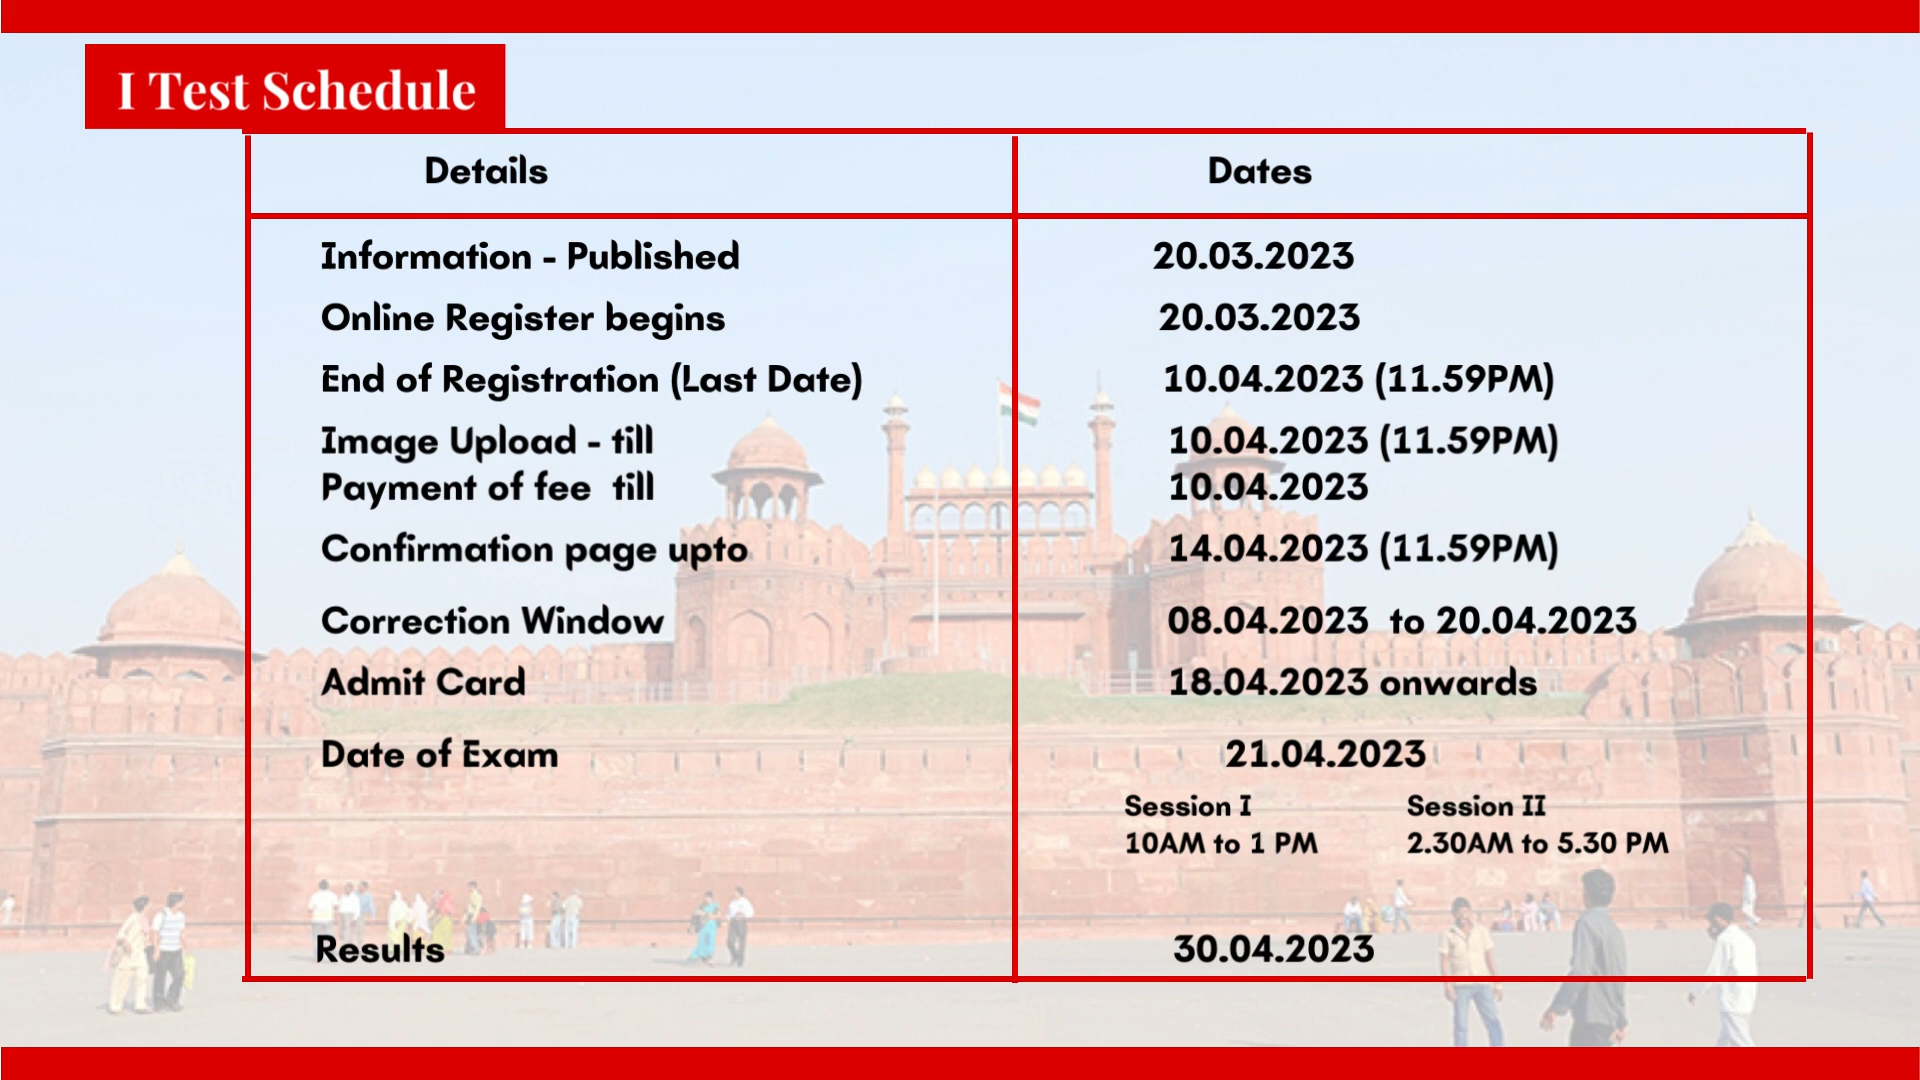 I Test Schedule
Details Dates
Information - Published 20.03.2023
Online Register begins 20.03.2023
End of Registration (Last Date) 10.04.2023 (11.59PM)
Image Upload - till 10.04.2023 (11.59PM)
Payment of fee till 10.04.2023
Confirmation page upto 14.04.2023 (11.59PM)
Correction Window 08.04.2023 to 20.04.2023
Admit Card 18.04.2023 onwards
Date of Exam 21.04.2023
Session I Session II
10AM to 1 PM 2.30AM to 5.30 PM
Results 30.04.2023